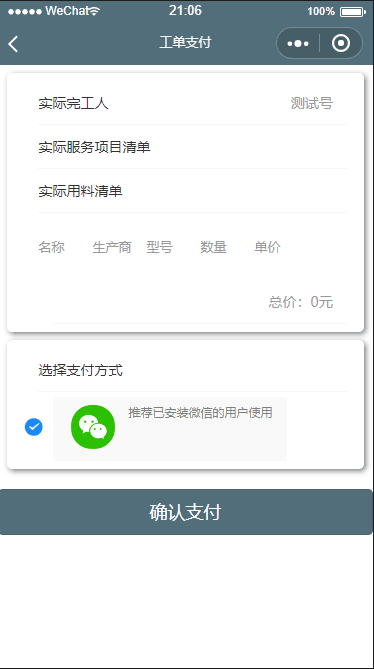 WeChat 21:06 100%
工单支付
实际完工人 测试号
实际服务项目清单
实际用料清单
名称 生产商 型号 数量 单价
总价：0元
选择支付方式
推荐已安装微信的用户使用
确认支付